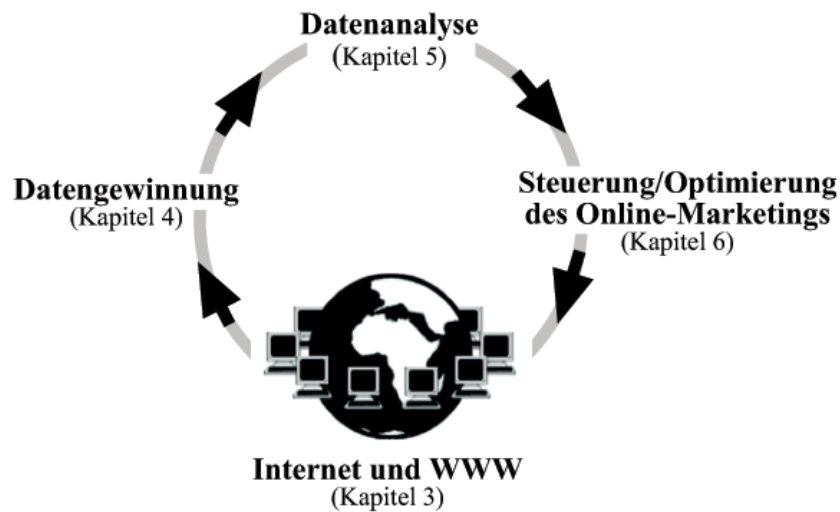 Datenanalyse
(Kapitel 5)
Datengewinnung
(Kapitel 4)
Steuerung/Optimierung
des Online-Marketings
(Kapitel 6)
Internet und WWW
(Kapitel 3)